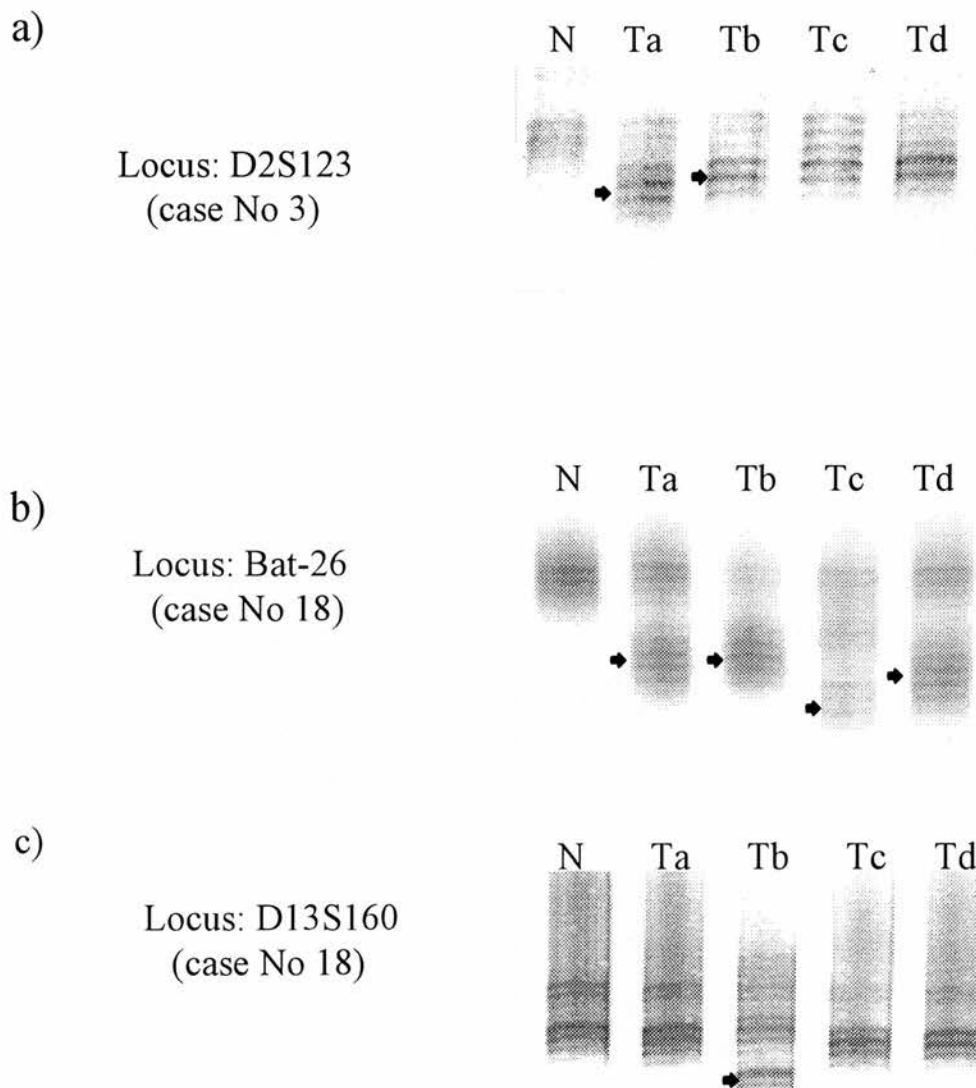 a)
N Ta Tb Tc Td
Locus: D2S123
(case No 3)
b)
N Ta Tb Tc Td
Locus: Bat-26
(case No 18)
c)
N Ta Tb Tc Td
Locus: D13S160
(case No 18)